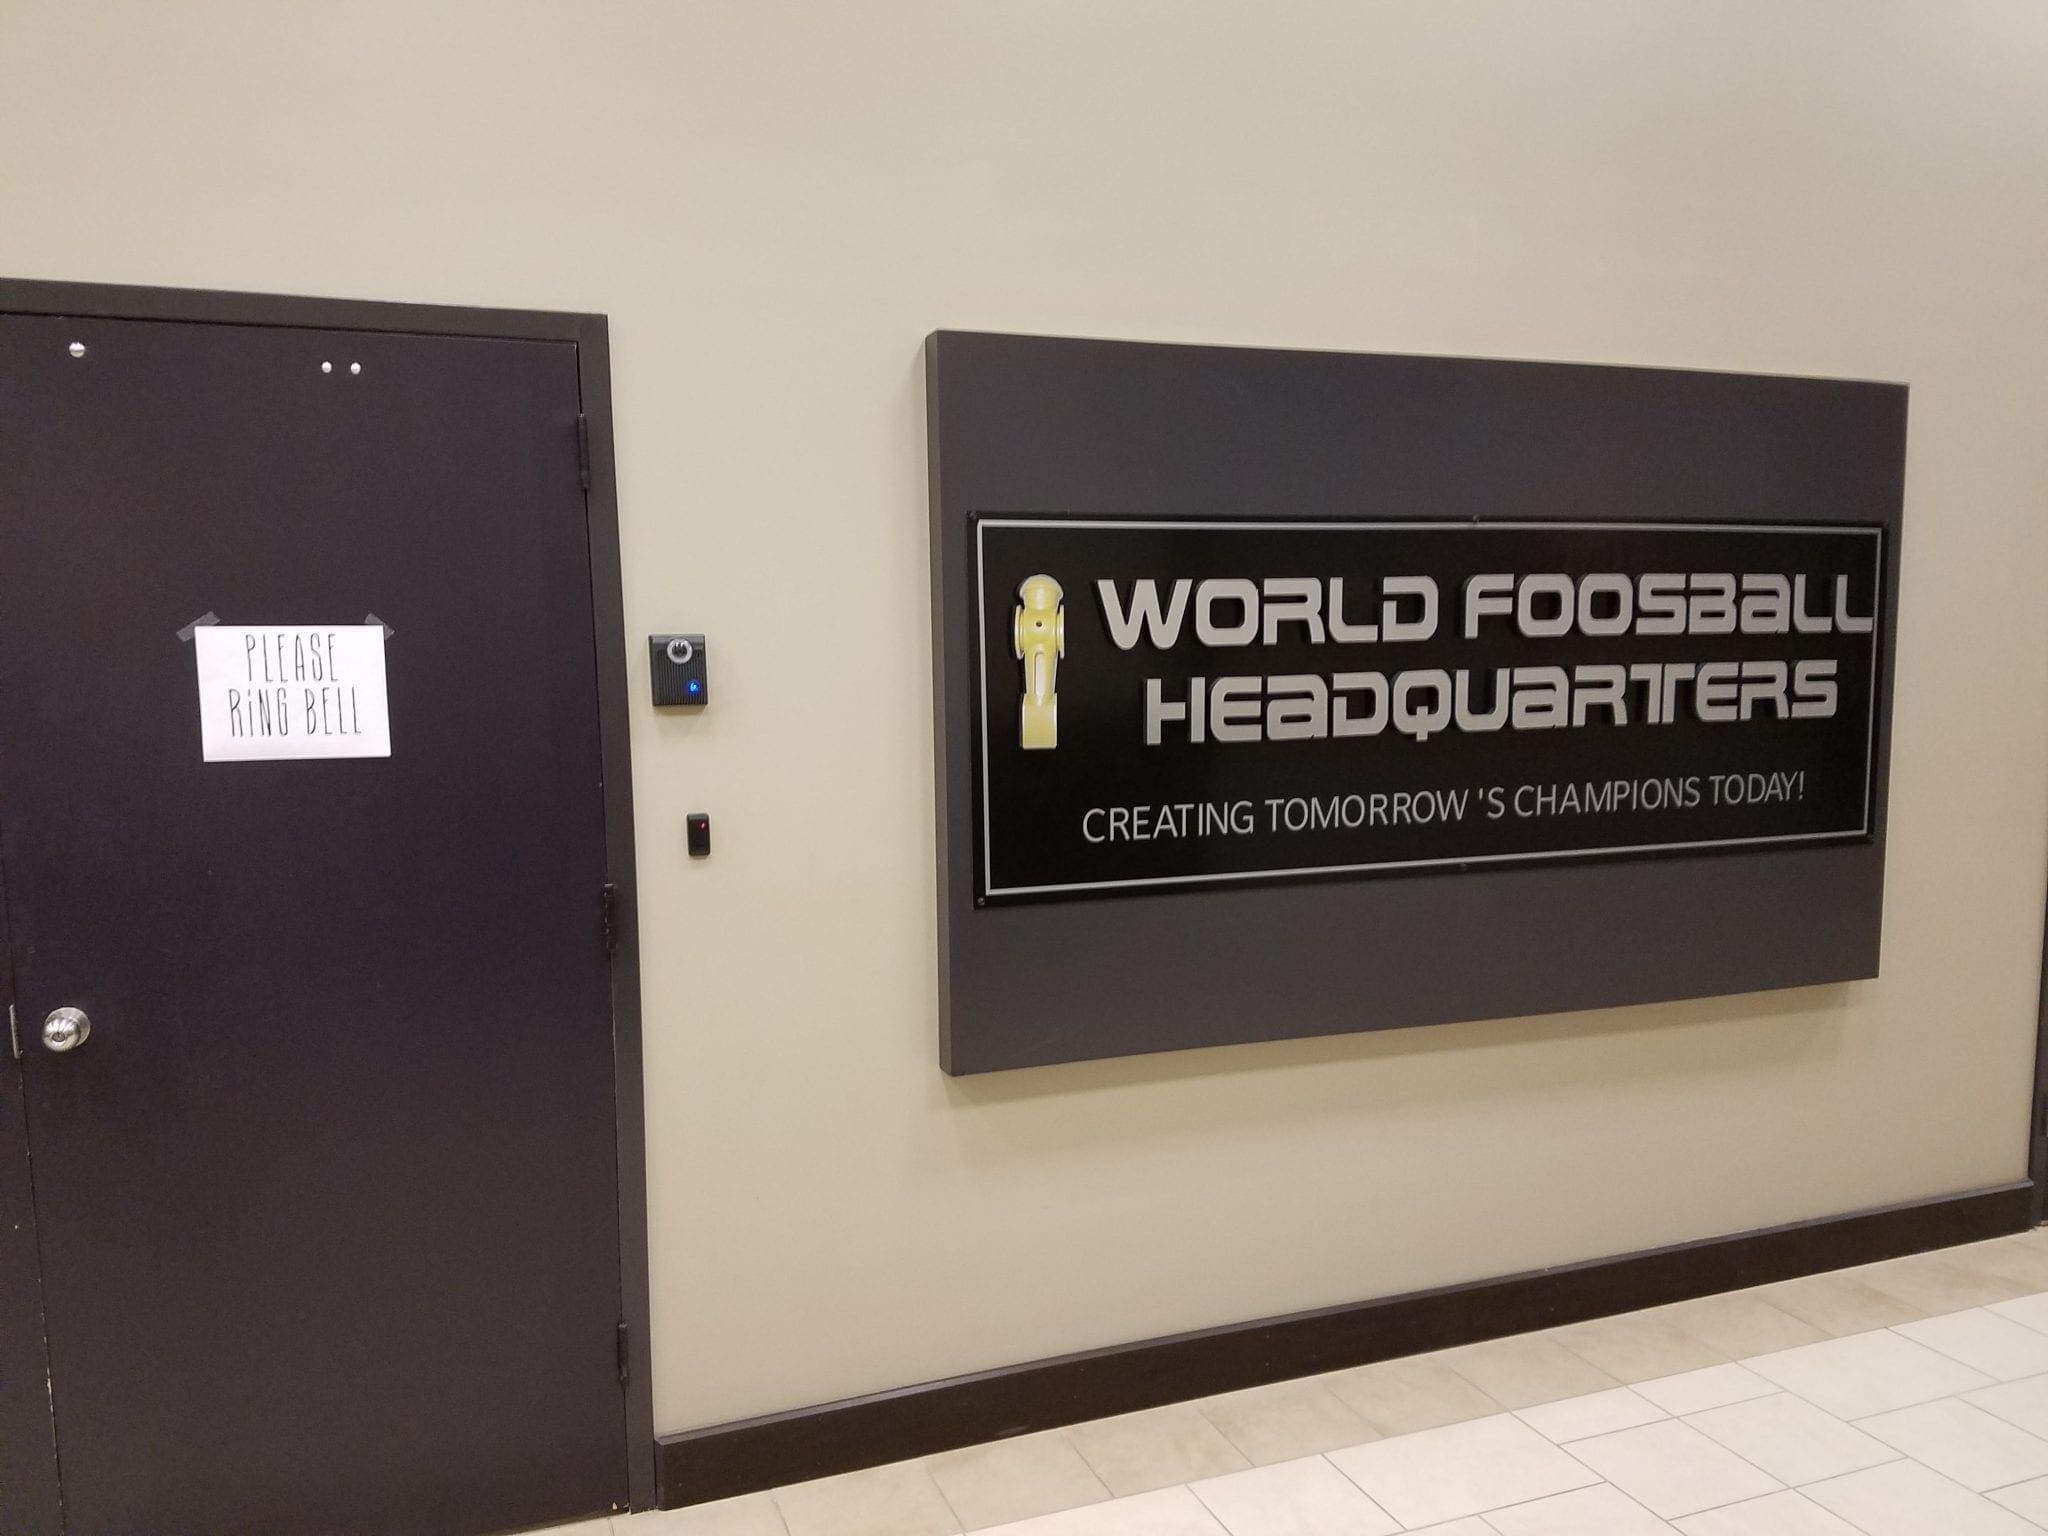 PLEASE
RING BELL
WORLD FOOSBALL
HEADQUARTERS
CREATING TOMORROW 'S CHAMPIONS TODAY!